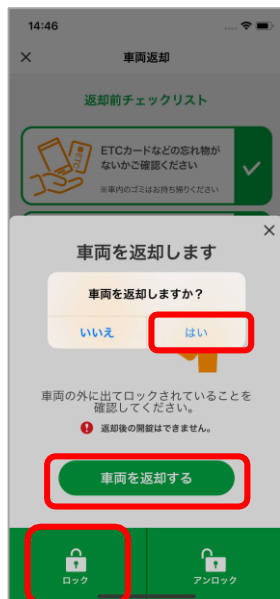 14:46
車両返却
返却前チェックリスト
ETCカードなどの忘れ物が
ないかご確認ください
※車内のゴミはお持ち帰りください
車両を返却します
車両を返却しますか？
いいえ
はい
車両の外に出てロックされていることを
確認してください。
返却後の開錠はできません。
車両を返却する
ロック
アンロック